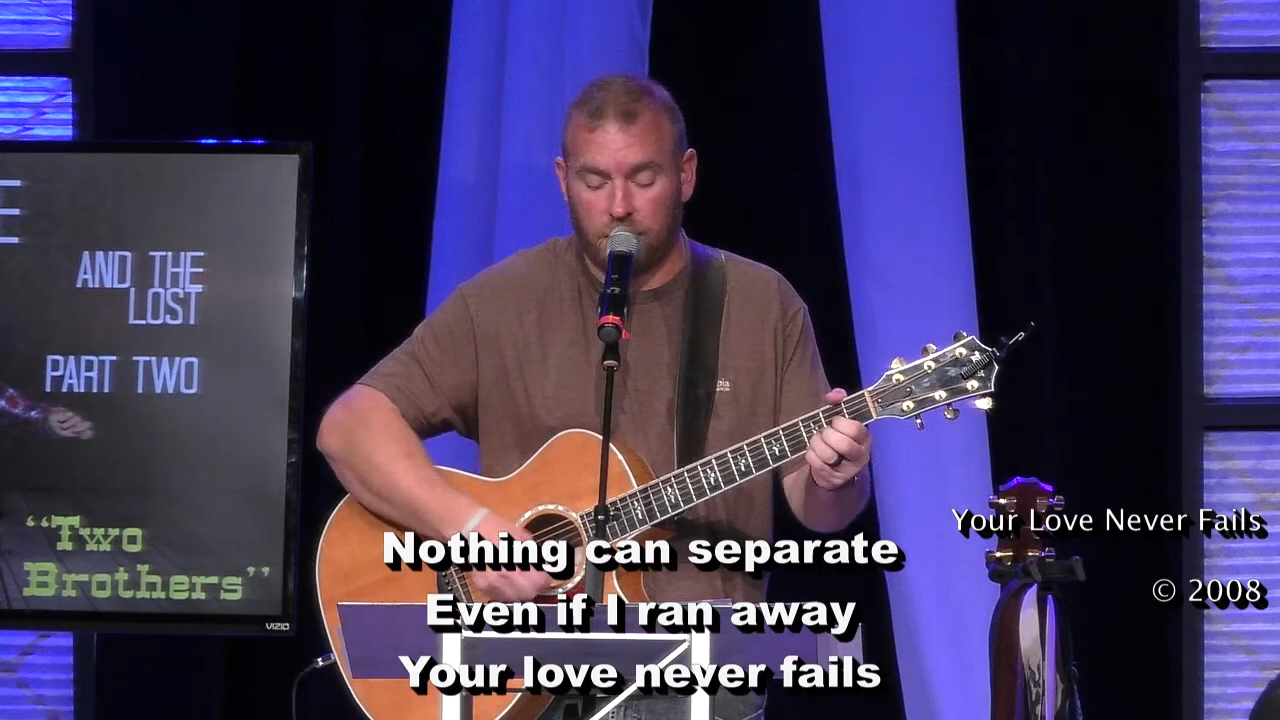 AND THE
LOST
PART TWO
“Two
Brothers”
VIZIO
Nothing can separate
Even if I ran away
Your love never fails
Your Love Never Fails
© 2008